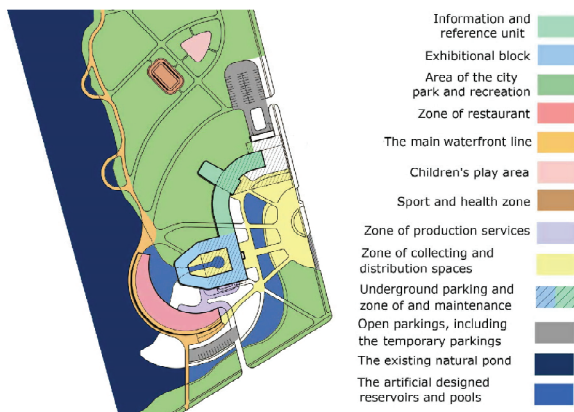 Information and
reference unit
Exhibitional block
Area of the city
park and recreation
Zone of restaurant
The main waterfront line
Children's play area
Sport and health zone
Zone of production services
Zone of collecting and
distribution spaces
Underground parking and
zone of and maintenance
Open parkings, including
the temporary parkings
The existing natural pond
The artificial designed
reservoirs and pools